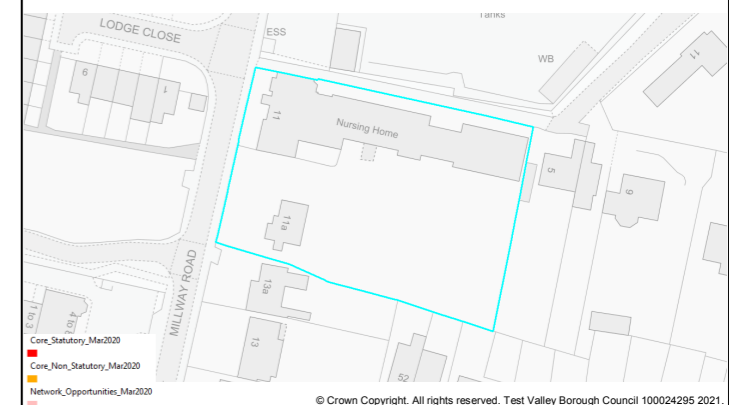 LODGE CLOSE
ESS
Tanks
WB
11
9
1
11
Nursing Home
5
9
11a
MILLWAY ROAD
13a
13
52
1 to 3
4 to
Core_Statutory_Mar2020
Core_Non_Statutory_Mar2020
Network_Opportunities_Mar2020
© Crown Copyright. All rights reserved. Test Valley Borough Council 100024295 2021.